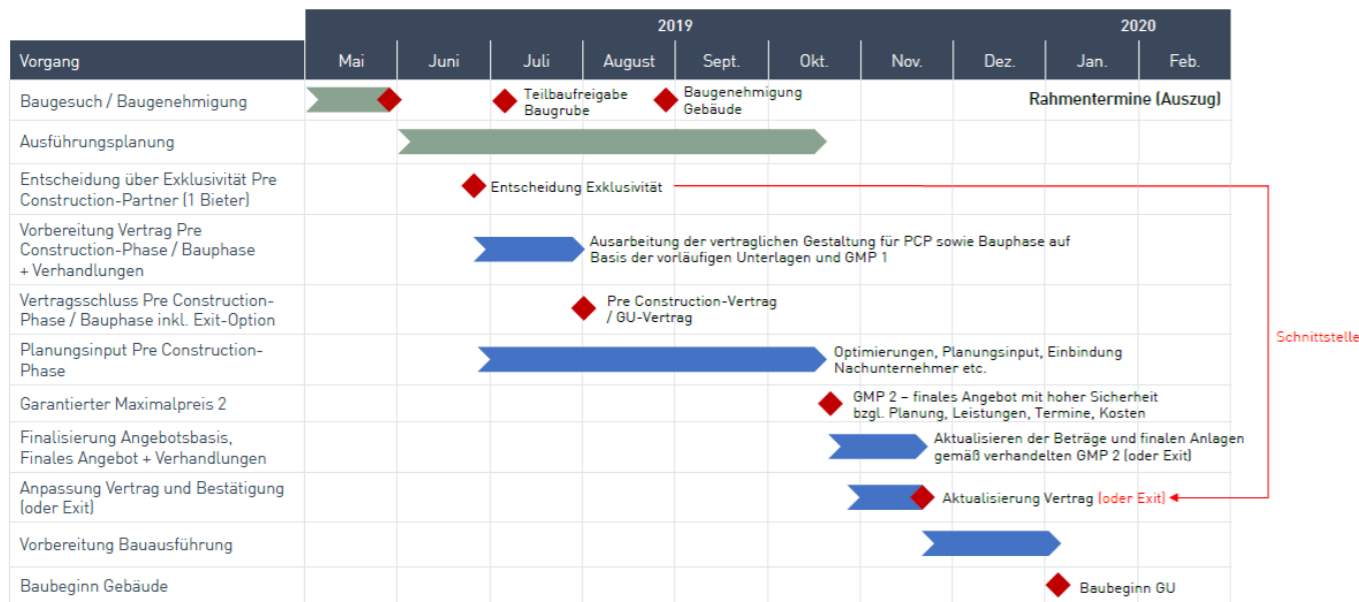 2019
2020
Vorgang
Mai
Juni
Juli
August
Sept.
Okt.
Nov.
Dez.
Jan.
Feb.
Baugesuch / Baugenehmigung
Teilbaufreigabe
Baugrube
Baugenehmigung
Gebäude
Rahmentermine (Auszug)
Ausführungsplanung
Entscheidung über Exklusivität Pre
Construction-Partner (1 Bieter)
Entscheidung Exklusivität
Vorbereitung Vertrag Pre
Construction-Phase / Bauphase
+ Verhandlungen
Ausarbeitung der vertraglichen Gestaltung für PCP sowie Bauphase auf
Basis der vorläufigen Unterlagen und GMP 1
Vertragsschluss Pre Construction-
Phase / Bauphase inkl. Exit-Option
Pre Construction-Vertrag
/ GU-Vertrag
Schnittstelle
Planungsinput Pre Construction-
Phase
Optimierungen, Planungsinput, Einbindung
Nachunternehmer etc.
Garantierter Maximalpreis 2
GMP 2 – finales Angebot mit hoher Sicherheit
bzgl. Planung, Leistungen, Termine, Kosten
Finalisierung Angebotsbasis,
Finales Angebot + Verhandlungen
Aktualisieren der Beträge und finalen Anlagen
gemäß verhandelten GMP 2 (oder Exit)
Anpassung Vertrag und Bestätigung
(oder Exit)
Aktualisierung Vertrag (oder Exit)
Vorbereitung Bauausführung
Baubeginn Gebäude
Baubeginn GU